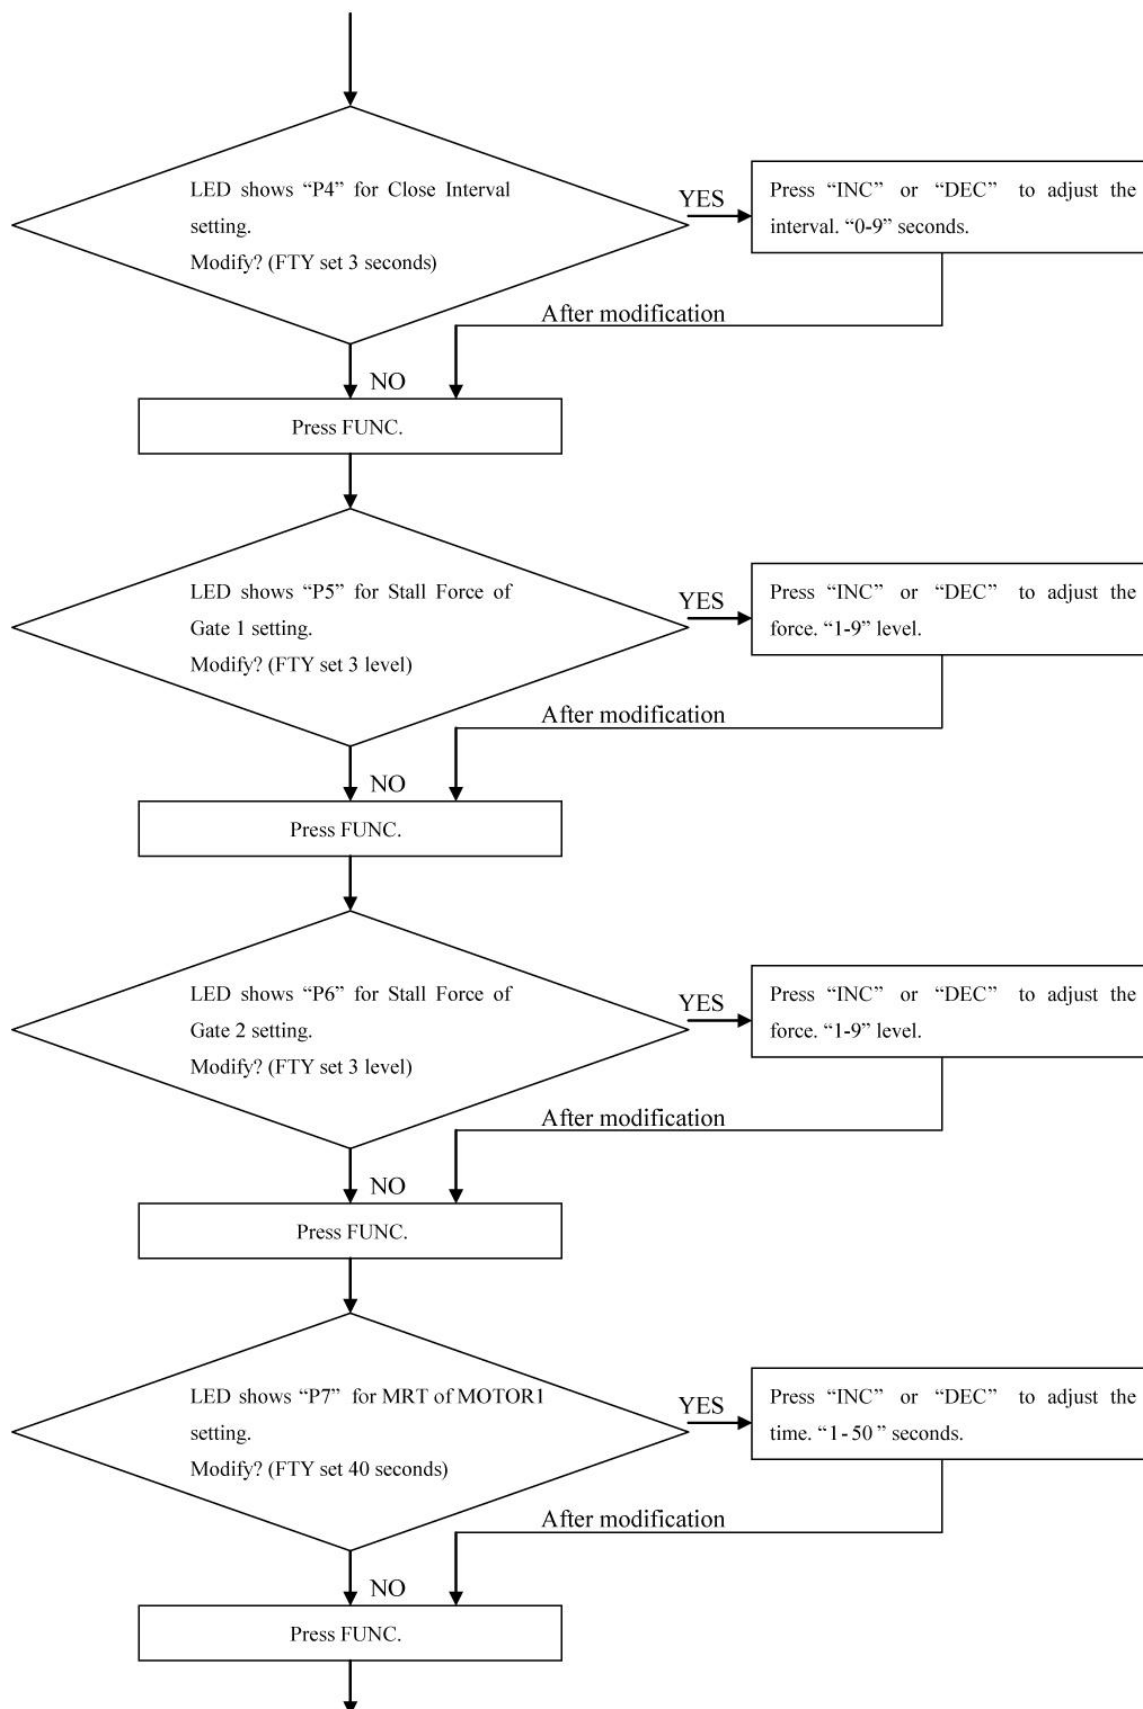 LED shows “P4” for Close Interval
setting.
Modify? (FTY set 3 seconds)
YES
Press “INC” or “DEC” to adjust the
interval. “0-9” seconds.
After modification
NO
Press FUNC.
LED shows “P5” for Stall Force of
Gate 1 setting.
Modify? (FTY set 3 level)
YES
Press “INC” or “DEC” to adjust the
force. “1-9” level.
After modification
NO
Press FUNC.
LED shows “P6” for Stall Force of
Gate 2 setting.
Modify? (FTY set 3 level)
YES
Press “INC” or “DEC” to adjust the
force. “1-9” level.
After modification
NO
Press FUNC.
LED shows “P7” for MRT of MOTOR1
setting.
Modify? (FTY set 40 seconds)
YES
Press “INC” or “DEC” to adjust the
time. “1-50” seconds.
After modification
NO
Press FUNC.